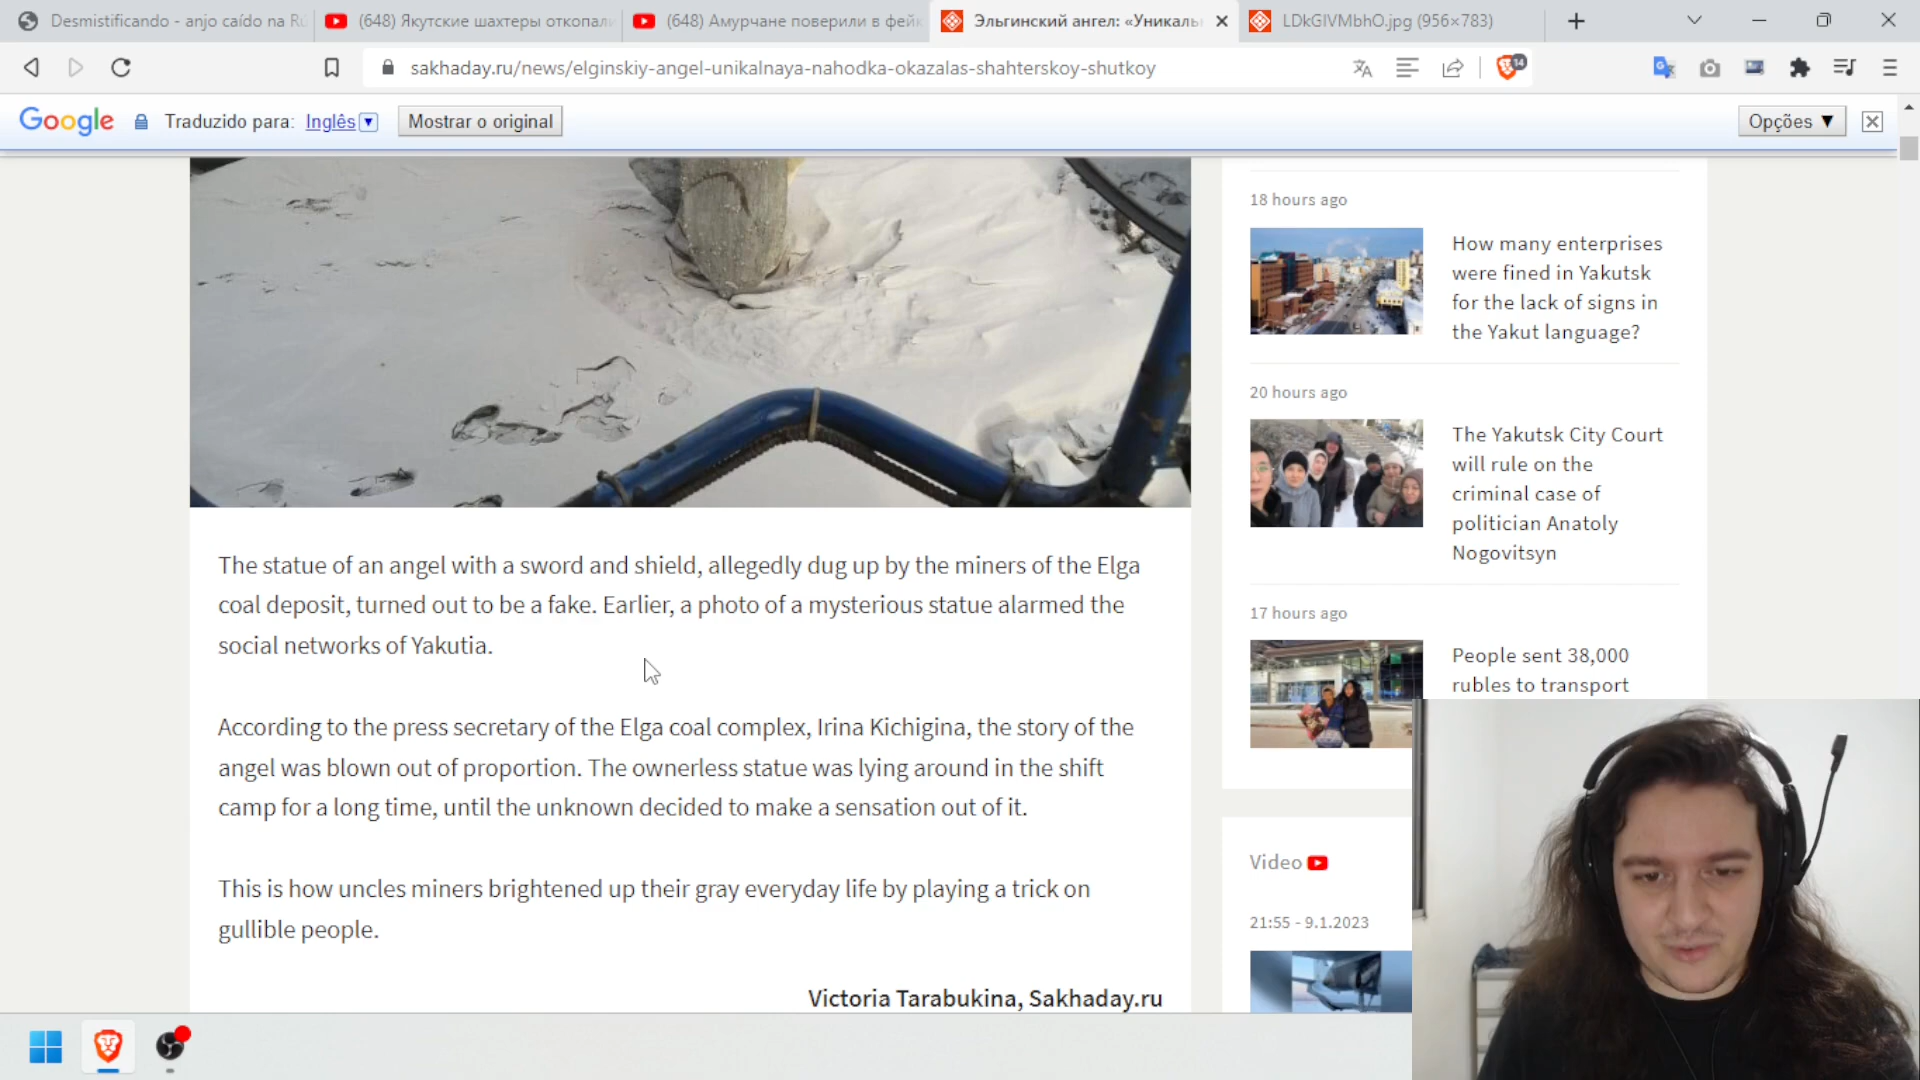 Desmistificando - anjo caído na Rú
(648) Якутские шахтеры откопали
(648) Амурчане поверили в фейк
Эльгинский ангел: «Уникаль
LDkGlVMbhO.jpg (956×783)
sakhaday.ru/news/elginskiy-angel-unikalnaya-nahodka-okazalas-shahterskoy-shutkoy
14
Google
Traduzido para: Inglês
Mostrar o original
Opções ▼
The statue of an angel with a sword and shield, allegedly dug up by the miners of the Elga
coal deposit, turned out to be a fake. Earlier, a photo of a mysterious statue alarmed the
social networks of Yakutia.
According to the press secretary of the Elga coal complex, Irina Kichigina, the story of the
angel was blown out of proportion. The ownerless statue was lying around in the shift
camp for a long time, until the unknown decided to make a sensation out of it.
This is how uncles miners brightened up their gray everyday life by playing a trick on
gullible people.
Victoria Tarabukina, Sakhaday.ru
18 hours ago
How many enterprises
were fined in Yakutsk
for the lack of signs in
the Yakut language?
20 hours ago
The Yakutsk City Court
will rule on the
criminal case of
politician Anatoly
Nogovitsyn
17 hours ago
People sent 38,000
rubles to transport
Video
21:55 - 9.1.2023